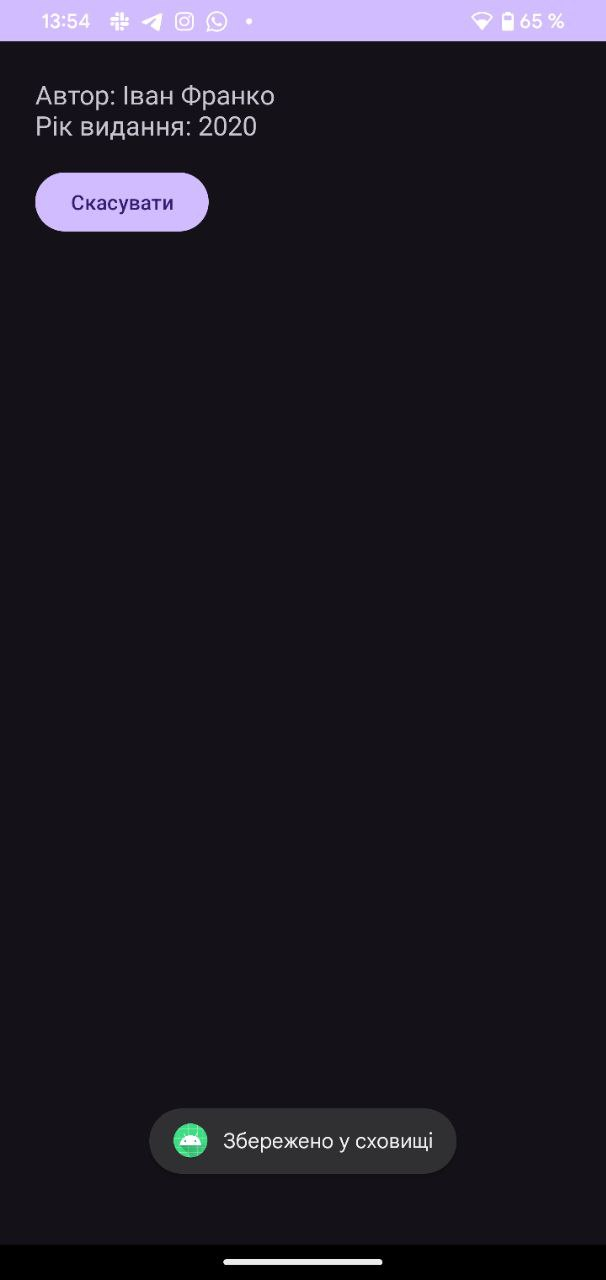 13:54 65 %
Автор: Іван Франко
Рік видання: 2020
Скасувати
Збережено у сховищі